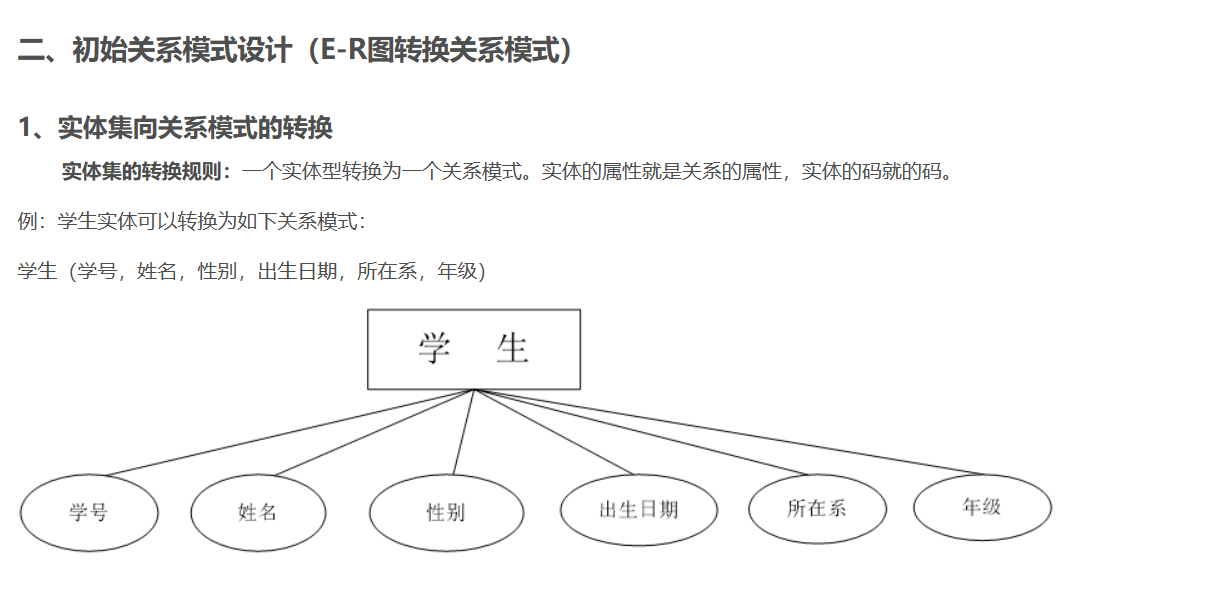 二、初始关系模式设计（E-R图转换关系模式）
1、实体集向关系模式的转换
实体集的转换规则：一个实体型转换为一个关系模式。实体的属性就是关系的属性，实体的码就的码。
例：学生实体可以转换为如下关系模式：
学生（学号，姓名，性别，出生日期，所在系，年级）
学 生
学号 姓名 性别 出生日期 所在系 年级